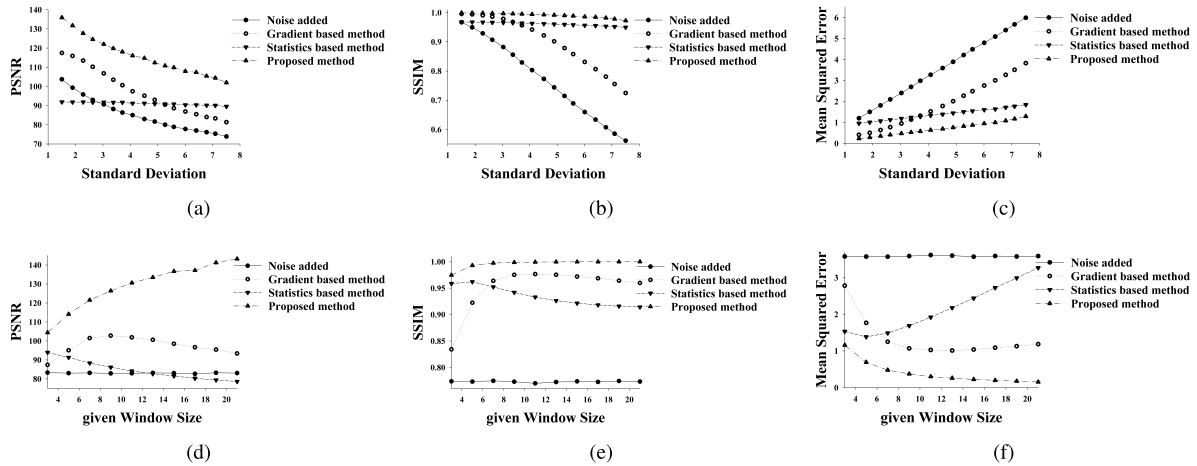 140
130
120
110
100
90
80
70
PSNR
1 2 3 4 5 6 7 8
Standard Deviation
Noise added
Gradient based method
Statistics based method
Proposed method
(a)
1.0
0.9
0.8
0.7
0.6
SSIM
1 2 3 4 5 6 7 8
Standard Deviation
Noise added
Gradient based method
Statistics based method
Proposed method
(b)
6
5
4
3
2
1
0
Mean Squared Error
1 2 3 4 5 6 7 8
Standard Deviation
Noise added
Gradient based method
Statistics based method
Proposed method
(c)
140
130
120
110
100
90
80
PSNR
4 6 8 10 12 14 16 18 20
given Window Size
Noise added
Gradient based method
Statistics based method
Proposed method
(d)
1.00
0.95
0.90
0.85
0.80
SSIM
4 6 8 10 12 14 16 18 20
given Window Size
Noise added
Gradient based method
Statistics based method
Proposed method
(e)
3
2
1
0
Mean Squared Error
4 6 8 10 12 14 16 18 20
given Window Size
Noise added
Gradient based method
Statistics based method
Proposed method
(f)